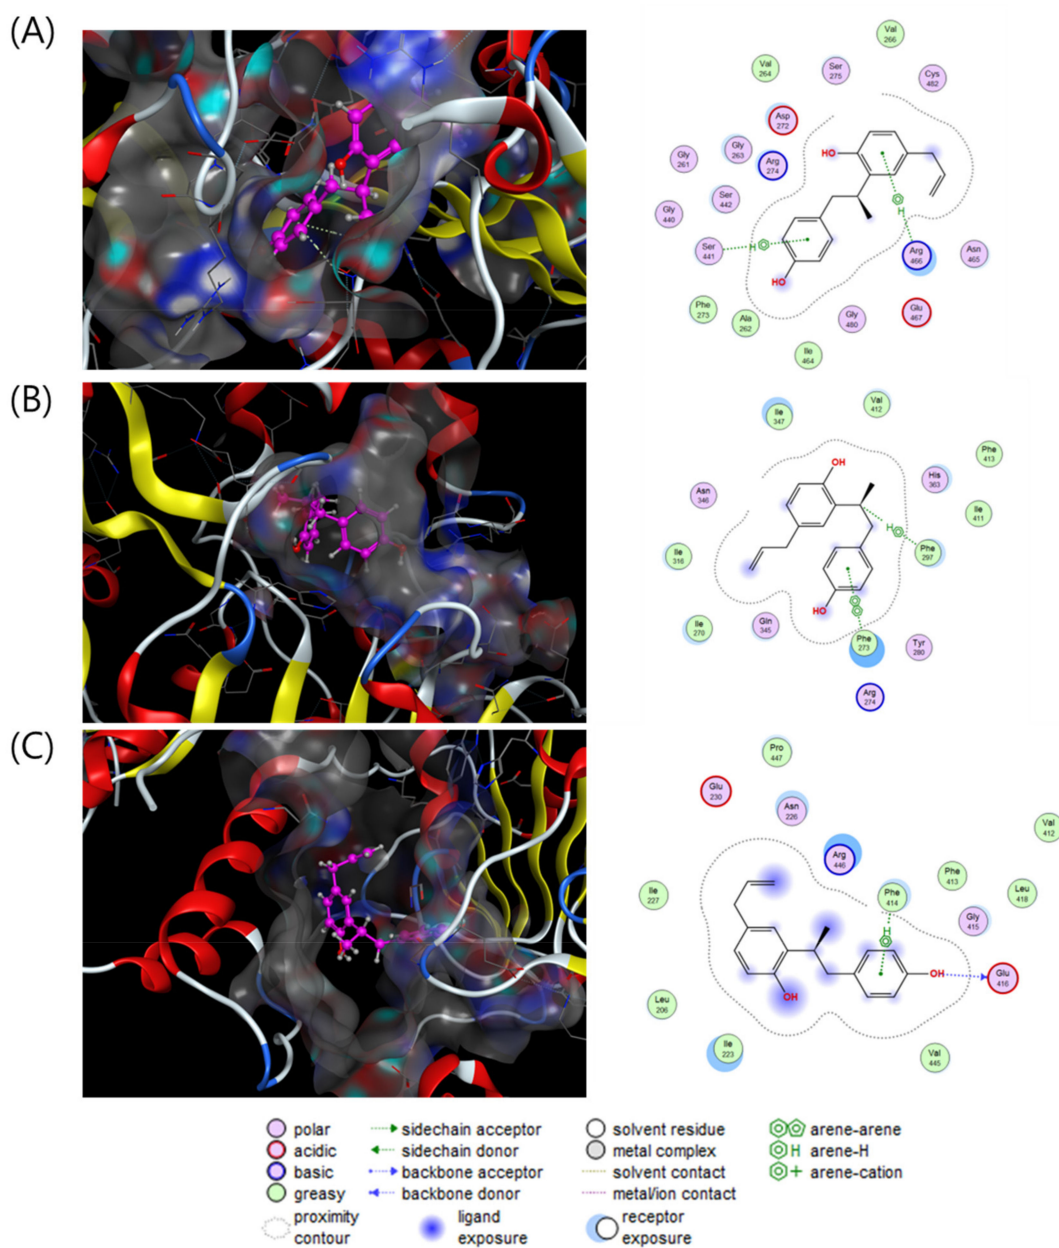 (A)
Val
266
Val
264
Ser
275
Cys
462
Asp
272
HO
Gly
263
Gly
261
Arg
274
Ser
442
H
Gly
440
Ser
441
H
Arg
466
Asn
465
HO
Phe
273
Ala
262
Gly
480
Glu
467
Ile
464
(B)
Ile
347
Val
412
Phe
413
OH
His
363
Asn
346
Ile
411
H
Ile
316
Phe
297
HO
Ile
270
Gln
345
Phe
273
Tyr
280
Arg
274
(C)
Pro
447
Glu
230
Asn
226
Val
412
Arg
446
Phe
413
Phe
414
Leu
418
Ile
227
Gly
415
H
OH
Glu
416
OH
Leu
206
Ile
223
Val
445
polar sidechain acceptor solvent residue arene-arene
acidic sidechain donor metal complex H arene-H
basic backbone acceptor solvent contact + arene-cation
greasy backbone donor metal/ion contact
proximity contour ligand exposure receptor exposure